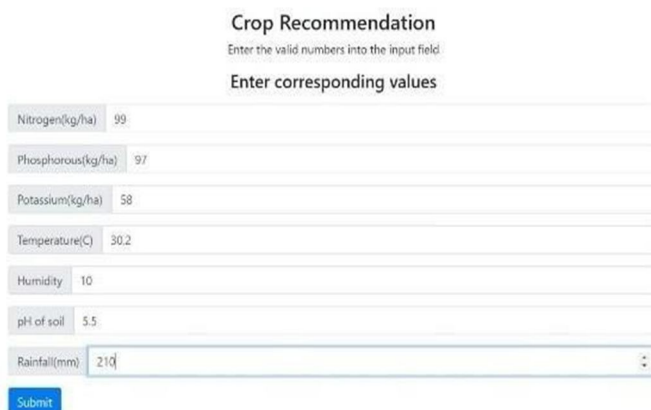 Crop Recommendation
Enter the valid numbers into the input field
Enter corresponding values
Nitrogen(kg/ha) 99
Phosphorous(kg/ha) 97
Potassium(kg/ha) 58
Temperature(C) 30.2
Humidity 10
pH of soil 5.5
Rainfall(mm) 210
Submit